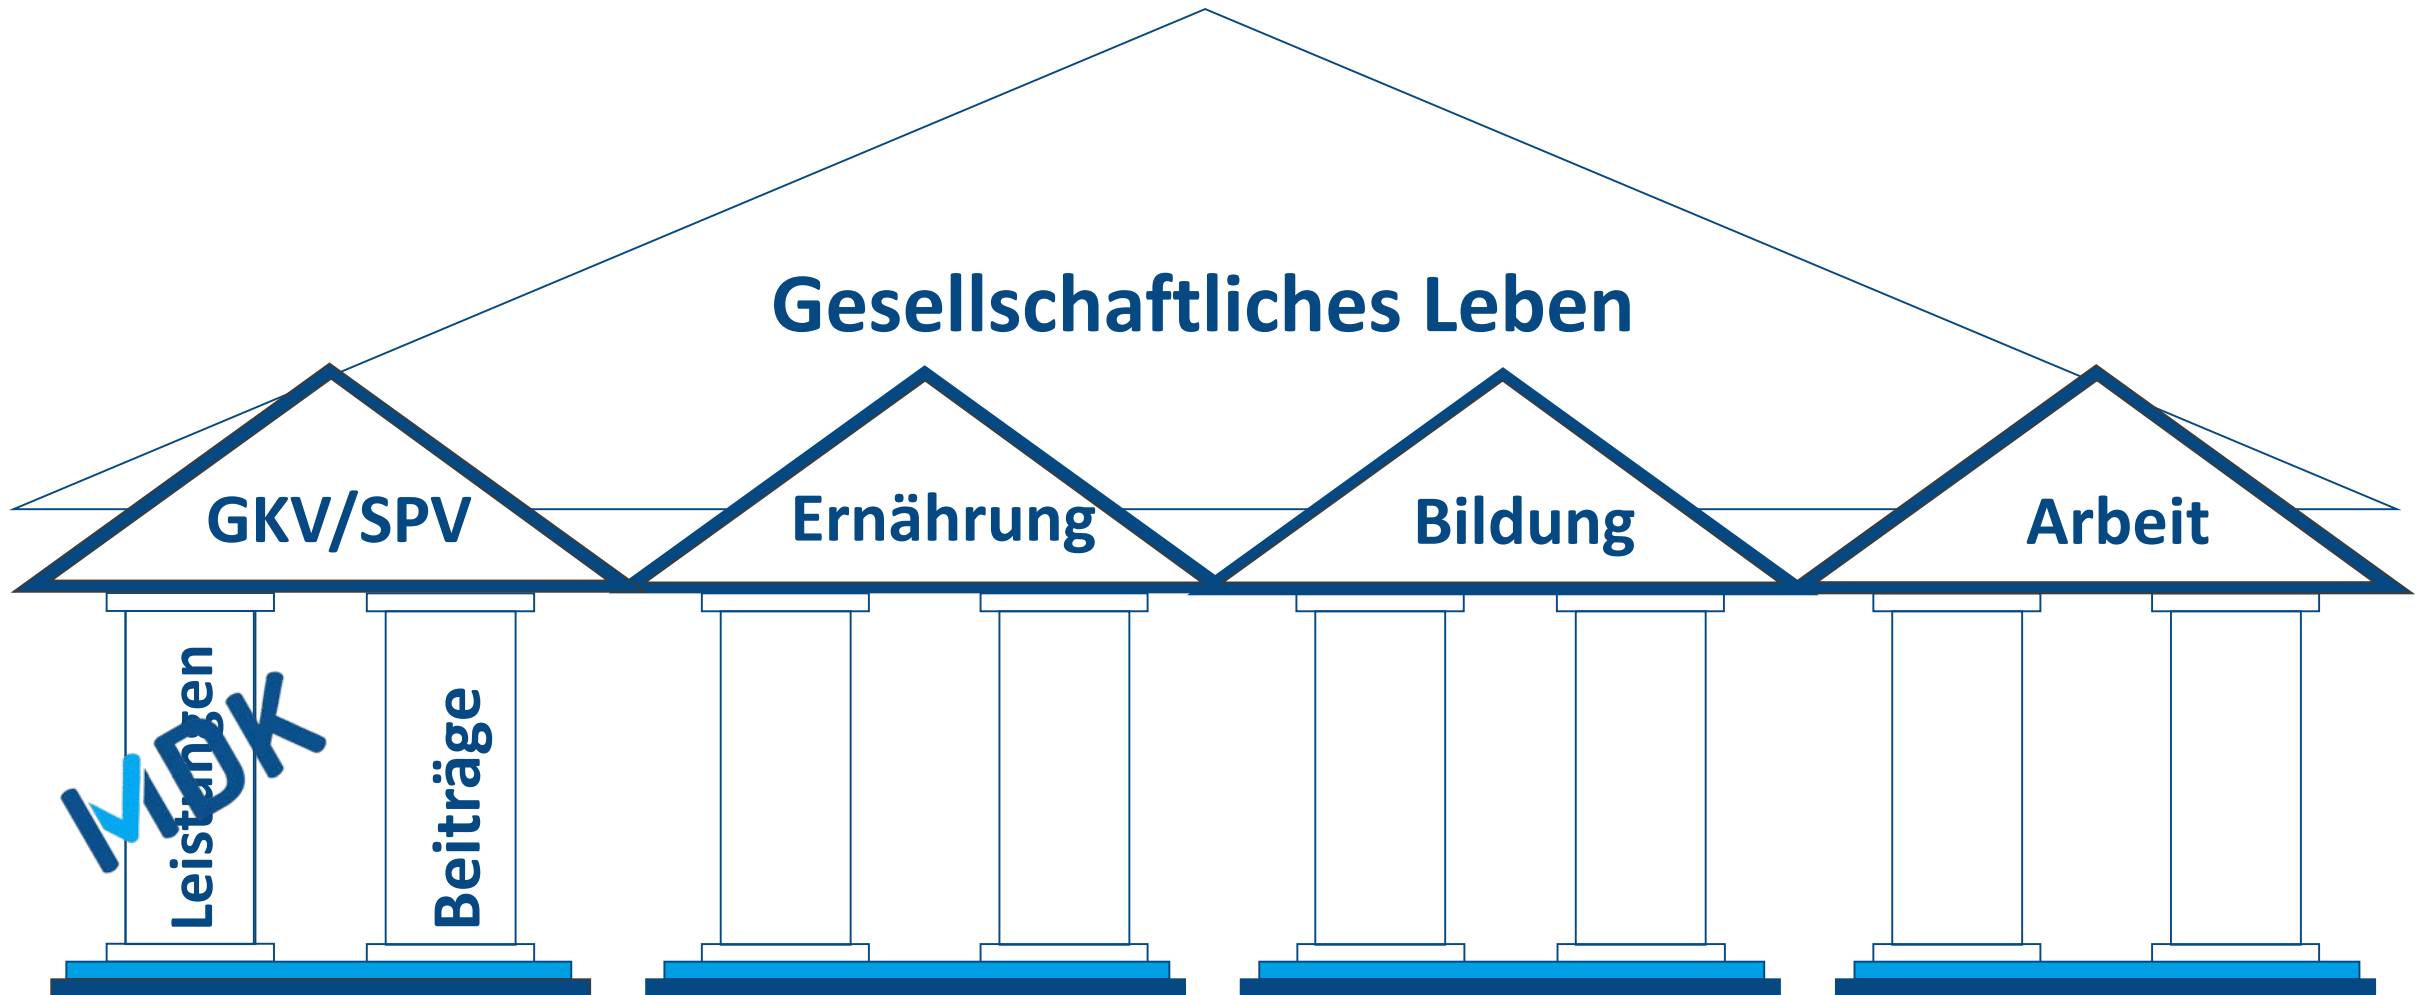 Gesellschaftliches Leben
GKV/SPV
Ernährung
Bildung
Arbeit
Leistungen
MDK
Beiträge